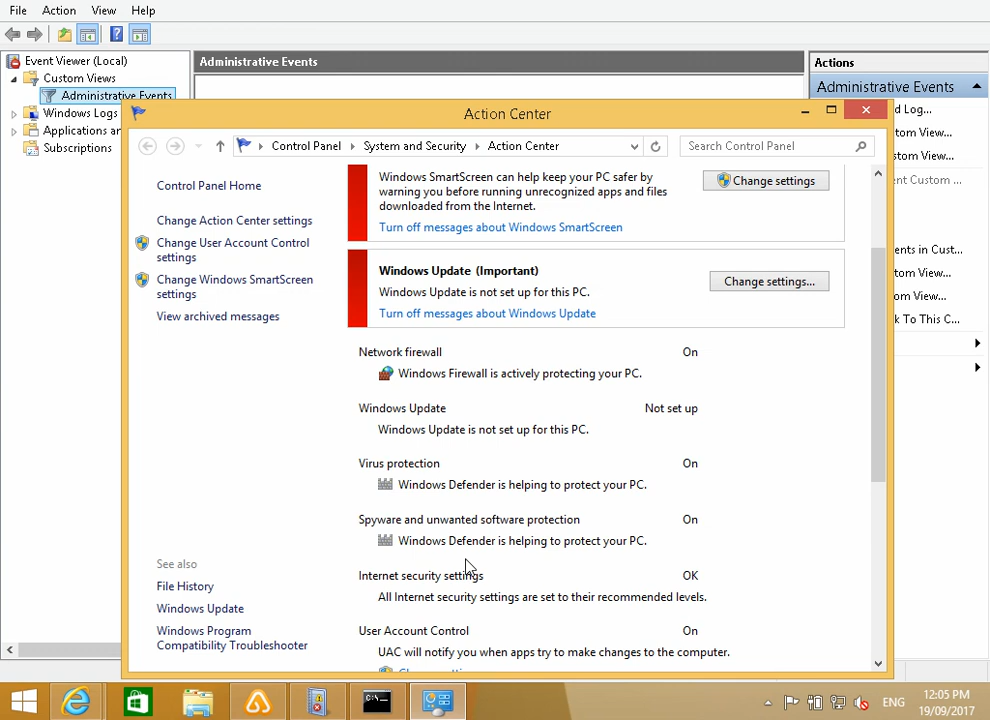 File Action View Help
Event Viewer (Local)
Custom Views
Administrative Events
Windows Logs
Applications an
Subscriptions
Administrative Events
Actions
Administrative Events
d Log...
tom View...
stom View...
ent Custom ...
ents in Cust...
tom View...
om View...
k To This C...
Action Center
Control Panel System and Security Action Center
Search Control Panel
Control Panel Home
Change Action Center settings
Change User Account Control
settings
Change Windows SmartScreen
settings
View archived messages
See also
File History
Windows Update
Windows Program
Compatibility Troubleshooter
Windows SmartScreen can help keep your PC safer by
warning you before running unrecognized apps and files
downloaded from the Internet.
Change settings
Turn off messages about Windows SmartScreen
Windows Update (Important)
Windows Update is not set up for this PC.
Change settings...
Turn off messages about Windows Update
Network firewall On
Windows Firewall is actively protecting your PC.
Windows Update Not set up
Windows Update is not set up for this PC.
Virus protection On
Windows Defender is helping to protect your PC.
Spyware and unwanted software protection On
Windows Defender is helping to protect your PC.
Internet security settings OK
All Internet security settings are set to their recommended levels.
User Account Control On
UAC will notify you when apps try to make changes to the computer.
ENG
12:05 PM
19/09/2017